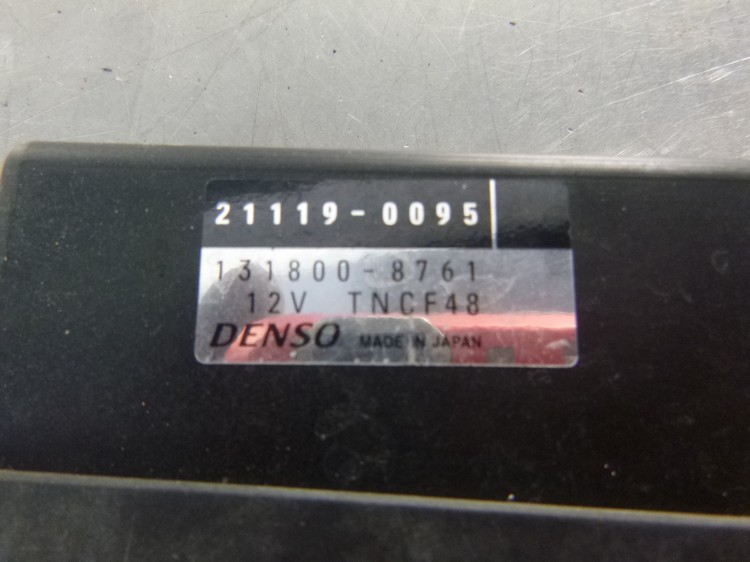 21119-0095
131800-8761
12V TNCF48
DENSO MADE IN JAPAN